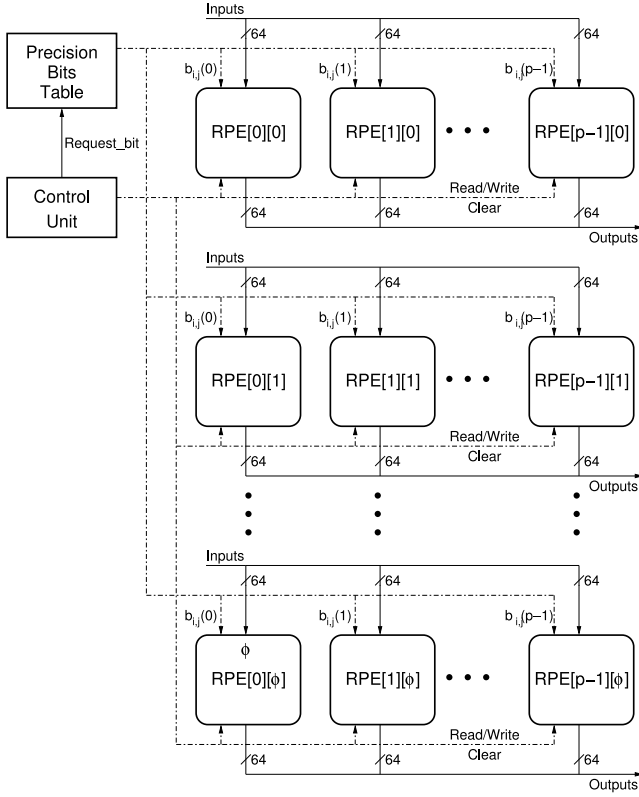 Inputs
64 64 64
Precision
Bits
Table
b i,j (0) b i,j (1) b i,j (p−1)
RPE[0][0] RPE[1][0] RPE[p−1][0]
Request_bit
Control
Unit
Read/Write
Clear
64 64 64
Outputs
Inputs
64 64 64
b i,j (0) b i,j (1) b i,j (p−1)
RPE[0][1] RPE[1][1] RPE[p−1][1]
Read/Write
Clear
64 64 64
Outputs
Inputs
64 64 64
b i,j (0) b i,j (1) b i,j (p−1)
ϕ
RPE[0][ϕ] RPE[1][ϕ] RPE[p−1][ϕ]
Read/Write
Clear
64 64 64
Outputs